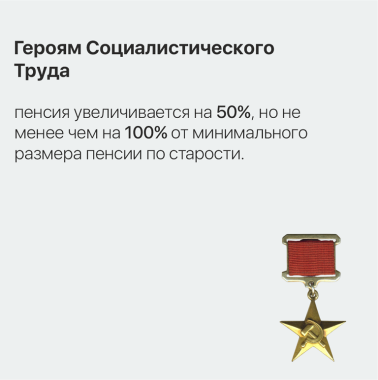 Героям Социалистического
Труда
пенсия увеличивается на 50%, но не
менее чем на 100% от минимального
размера пенсии по старости.